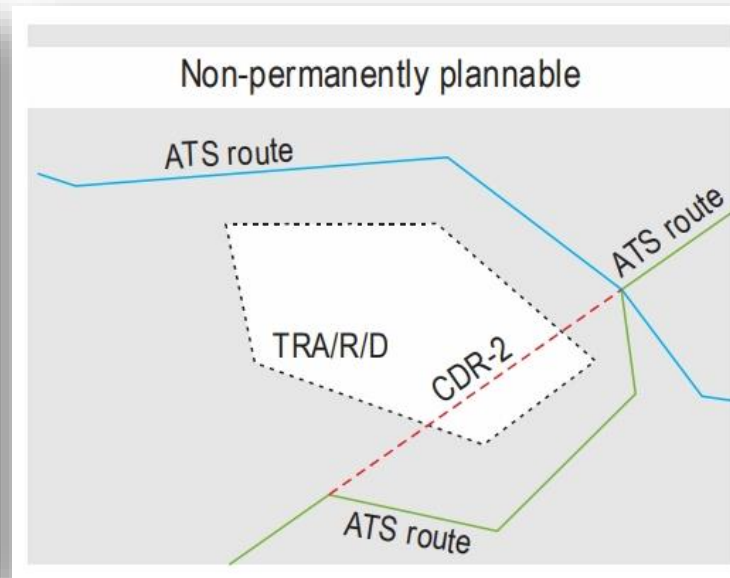 Non-permanently plannable
ATS route
ATS route
TRA/R/D
CDR-2
ATS route